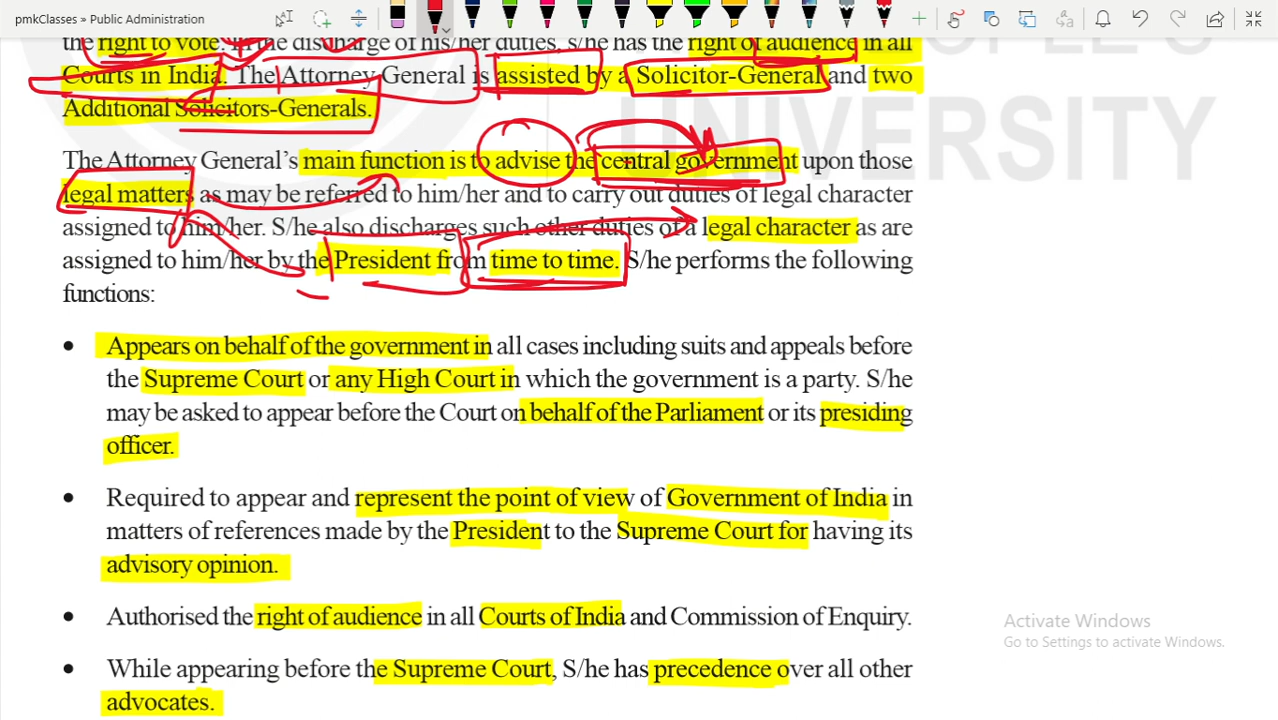 pmkClasses » Public Administration
the right to vote. In the discharge of his/her duties, s/he has the right of audience in all
Courts in India. The Attorney General is assisted by a Solicitor-General and two
Additional Solicitors-Generals.
The Attorney General's main function is to advise the central government upon those
legal matters as may be referred to him/her and to carry out duties of legal character
assigned to him/her. S/he also discharges such other duties of a legal character as are
assigned to him/her by the President from time to time. S/he performs the following
functions:
• Appears on behalf of the government in all cases including suits and appeals before
the Supreme Court or any High Court in which the government is a party. S/he
may be asked to appear before the Court on behalf of the Parliament or its presiding
officer.
• Required to appear and represent the point of view of Government of India in
matters of references made by the President to the Supreme Court for having its
advisory opinion.
• Authorised the right of audience in all Courts of India and Commission of Enquiry.
• While appearing before the Supreme Court, S/he has precedence over all other
advocates.
UNIVERSITY
Activate Windows
Go to Settings to activate Windows.